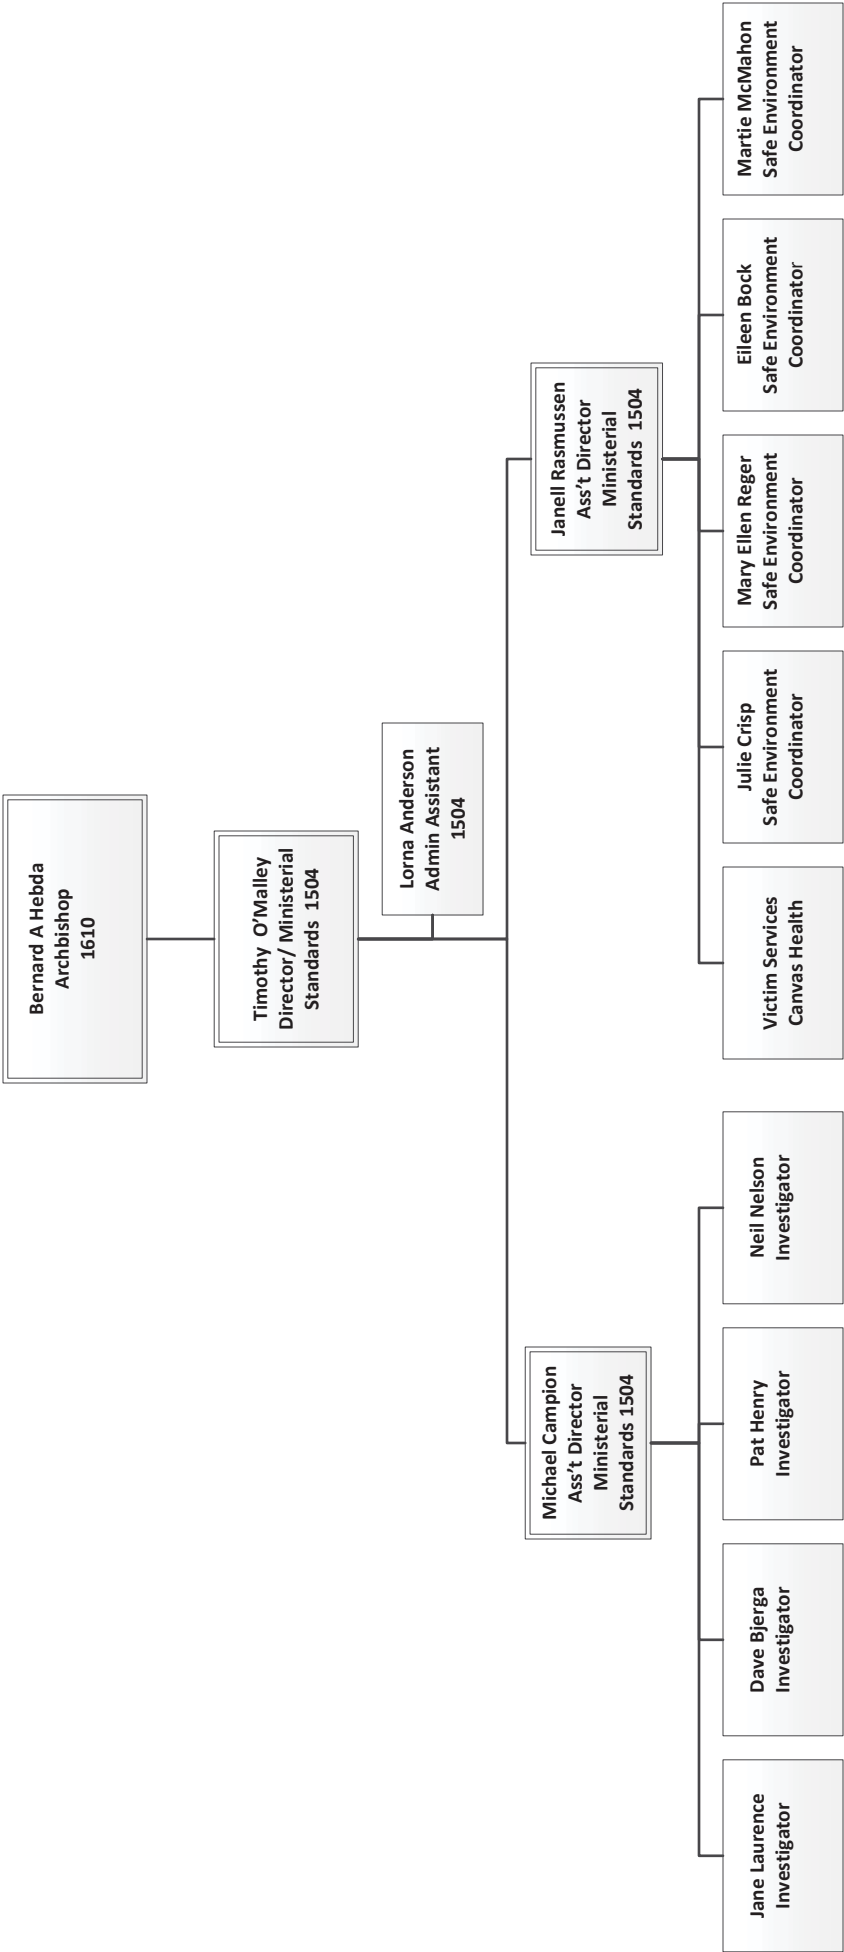 Bernard A Hebda
Archbishop
1610
Timothy O’Malley
Director/ Ministerial
Standards 1504
Lorna Anderson
Admin Assistant
1504
Michael Campion
Ass’t Director
Ministerial
Standards 1504
Janell Rasmussen
Ass’t Director
Ministerial
Standards 1504
Jane Laurence
Investigator
Dave Bjerga
Investigator
Pat Henry
Investigator
Neil Nelson
Investigator
Victim Services
Canvas Health
Julie Crisp
Safe Environment
Coordinator
Mary Ellen Reger
Safe Environment
Coordinator
Eileen Bock
Safe Environment
Coordinator
Martie McMahon
Safe Environment
Coordinator